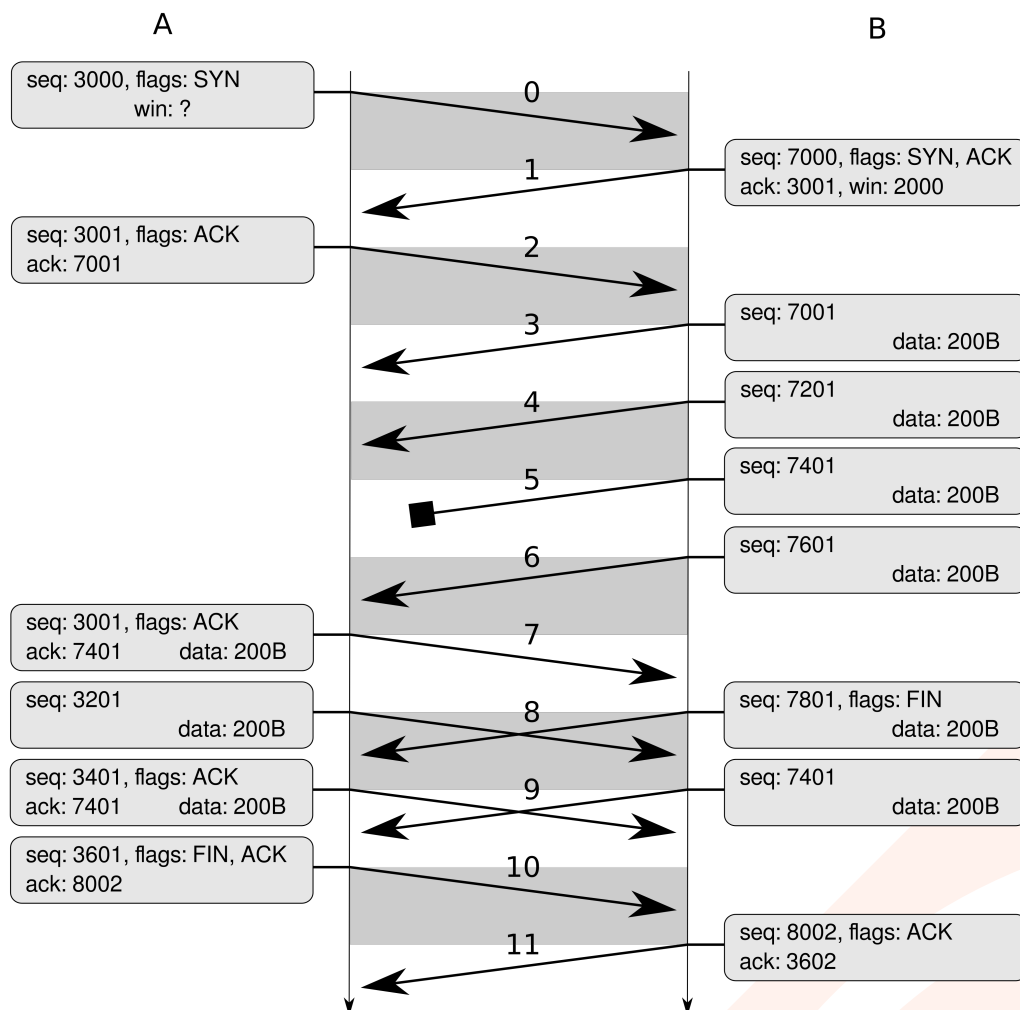 A
B
seq: 3000, flags: SYN
win: ?
0
seq: 7000, flags: SYN, ACK
ack: 3001, win: 2000
1
seq: 3001, flags: ACK
ack: 7001
2
seq: 7001
data: 200B
3
seq: 7201
data: 200B
4
seq: 7401
data: 200B
5
seq: 7601
data: 200B
6
seq: 3001, flags: ACK
ack: 7401 data: 200B
7
seq: 3201
data: 200B
8
seq: 7801, flags: FIN
data: 200B
seq: 3401, flags: ACK
ack: 7401 data: 200B
9
seq: 7401
data: 200B
seq: 3601, flags: FIN, ACK
ack: 8002
10
seq: 8002, flags: ACK
ack: 3602
11